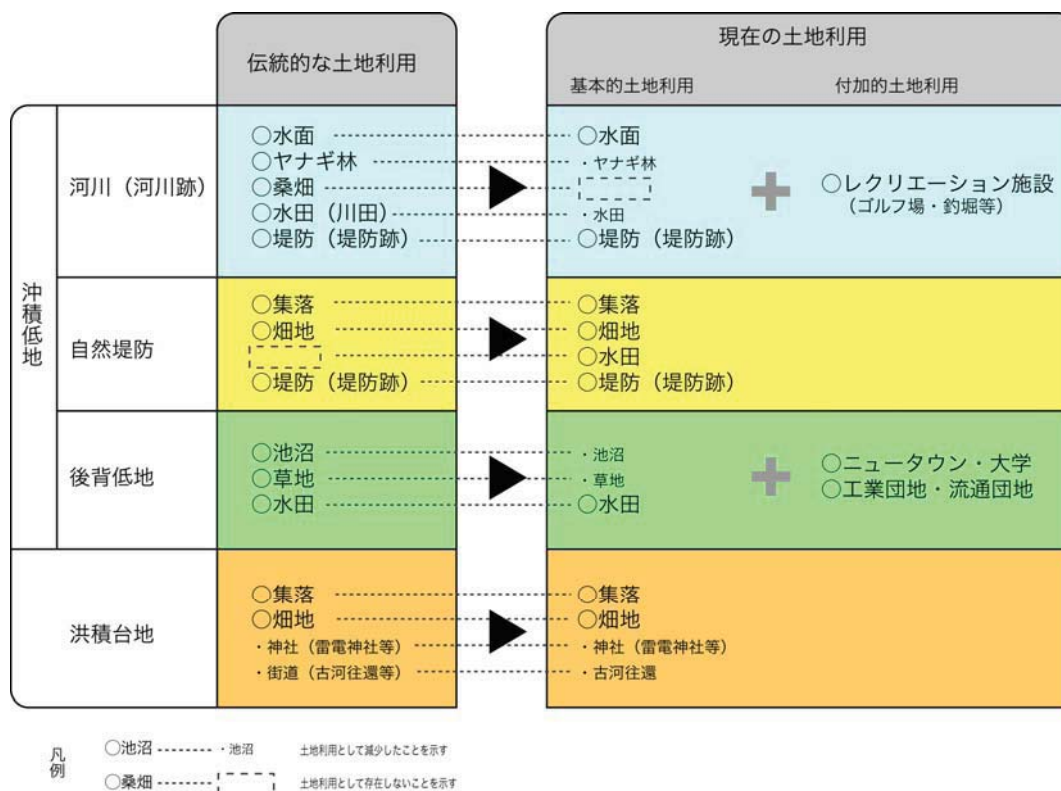 伝統的な土地利用
現在の土地利用
基本的土地利用
付加的土地利用
沖積低地
河川（河川跡）
○水面
○ヤナギ林
○桑畑
○水田（川田）
○堤防（堤防跡）
○水面
・ヤナギ林
・水田
○堤防（堤防跡）
○レクリエーション施設
（ゴルフ場・釣堀等）
自然堤防
○集落
○畑地
○堤防（堤防跡）
○集落
○畑地
○水田
○堤防（堤防跡）
後背低地
○池沼
○草地
○水田
・池沼
・草地
○水田
○ニュータウン・大学
○工業団地・流通団地
洪積台地
○集落
○畑地
・神社（雷電神社等）
・街道（古河往還等）
○集落
○畑地
・神社（雷電神社等）
・古河往還
凡例
○池沼 ・池沼 土地利用として減少したことを示す
○桑畑 土地利用として存在しないことを示す